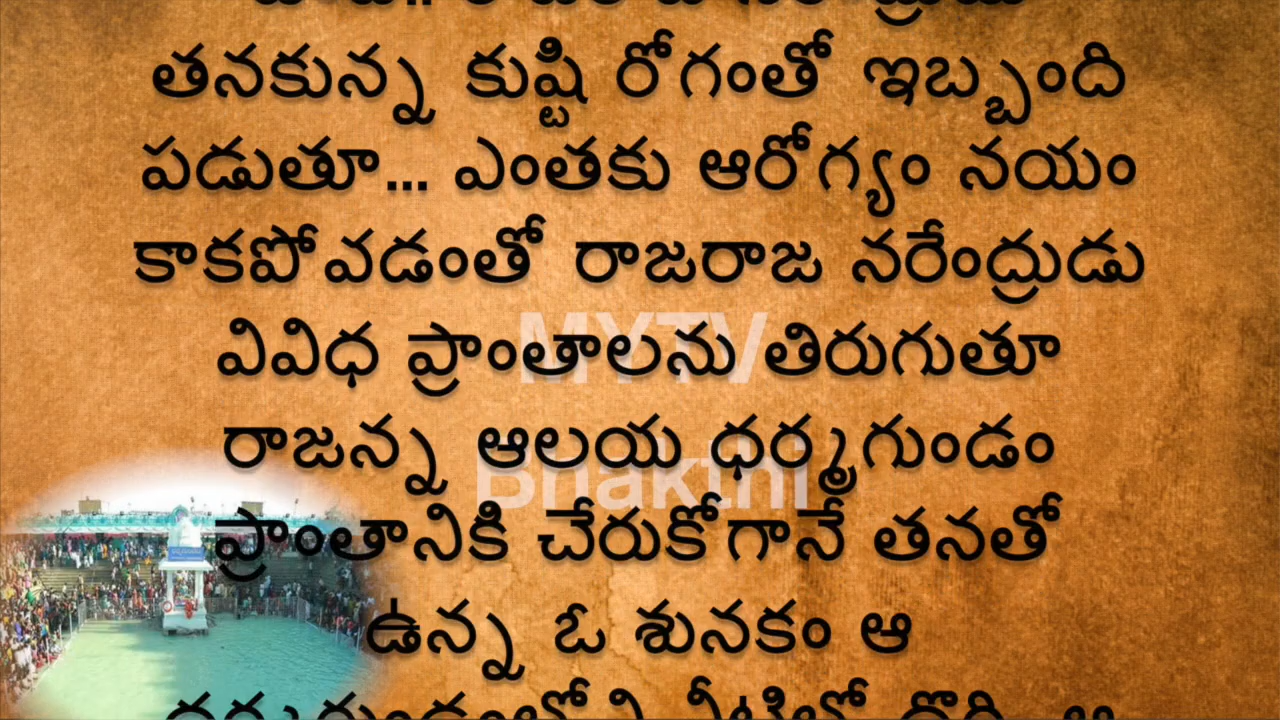 తనకున్న కుష్టి రోగంతో ఇబ్బంది
పడుతూ... ఎంతకు ఆరోగ్యం నయం
కాకపోవడంతో రాజరాజ నరేంద్రుడు
వివిధ ప్రాంతాలను తిరుగుతూ
రాజన్న ఆలయ ధర్మగుండం
ప్రాంతానికి చేరుకోగానే తనతో
ఉన్న ఓ శునకం ఆ
MYTV
Bhakthi